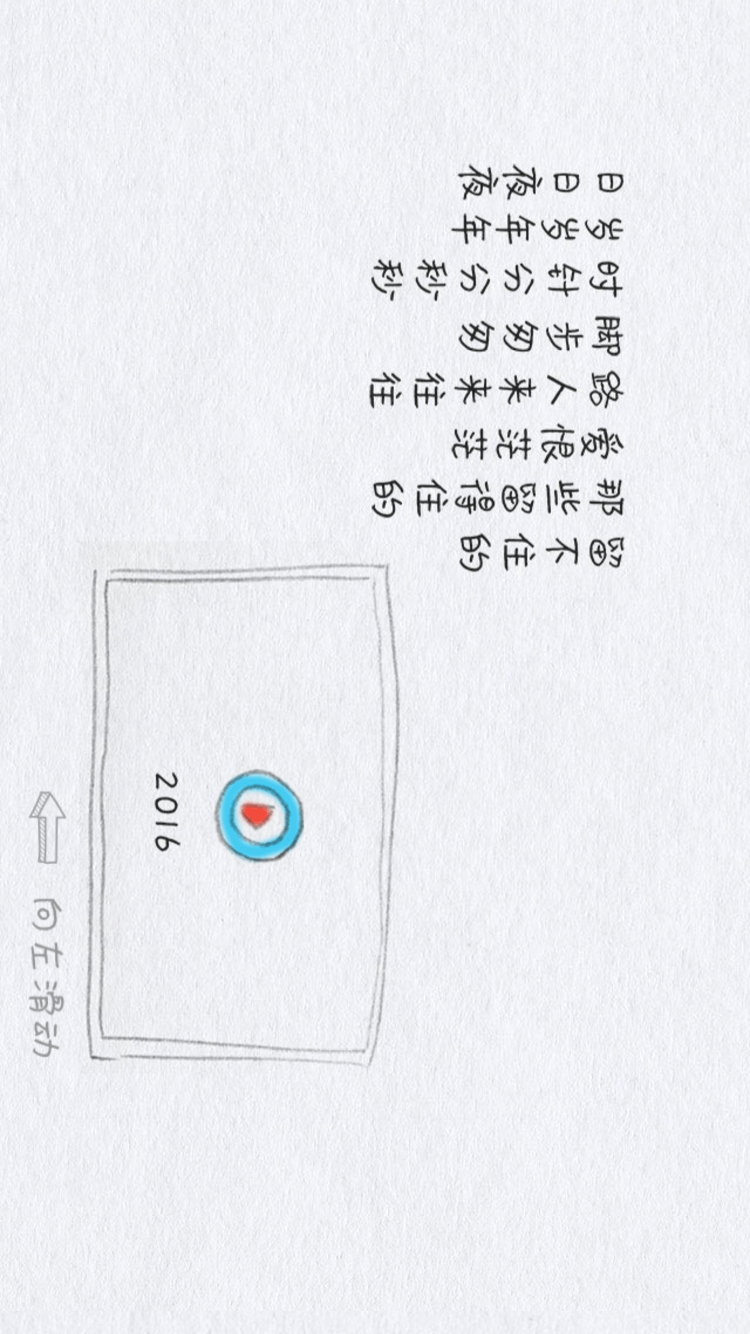 日日夜夜
岁岁年年
时针分分秒秒
脚步匆匆
路人来来往往
爱恨茫茫
那些留得住的
留不住的
2016
向左滑动